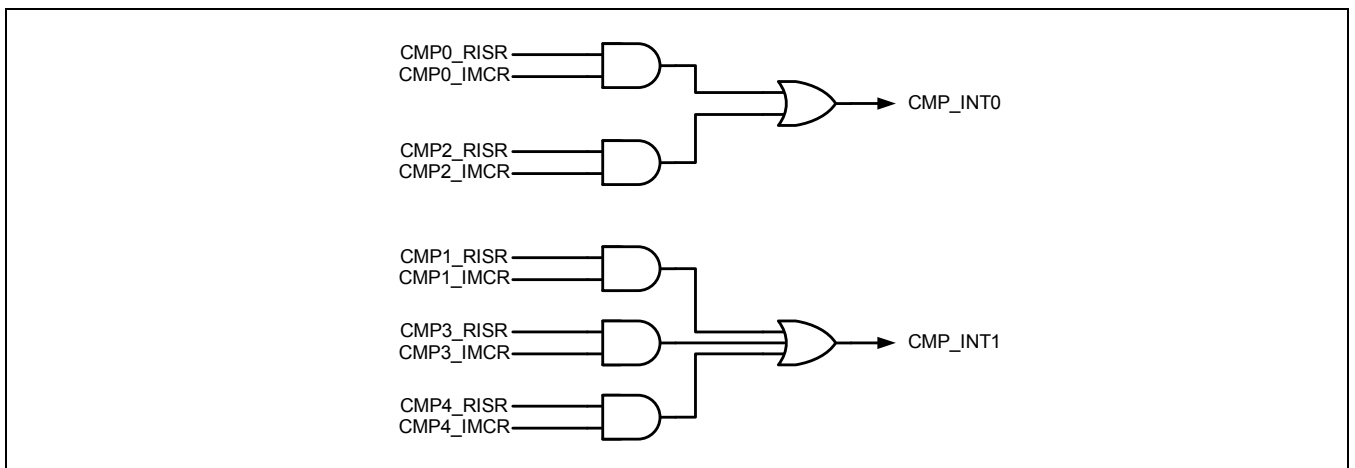 CMP0_RISR
CMP0_IMCR
CMP_INT0
CMP2_RISR
CMP2_IMCR
CMP1_RISR
CMP1_IMCR
CMP3_RISR
CMP3_IMCR
CMP_INT1
CMP4_RISR
CMP4_IMCR